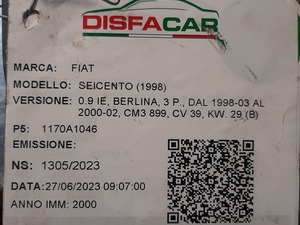 DISFACAR
MARCA: FIAT
MODELLO: SEICENTO (1998)
VERSIONE: 0.9 IE, BERLINA, 3 P., DAL 1998-03 AL
2000-02, CM3 899, CV 39, KW. 29 (B)
P5: 1170A1046
EMISSIONE:
NS: 1305/2023
DATA:27/06/2023 09:07:00
ANNO IMM: 2000